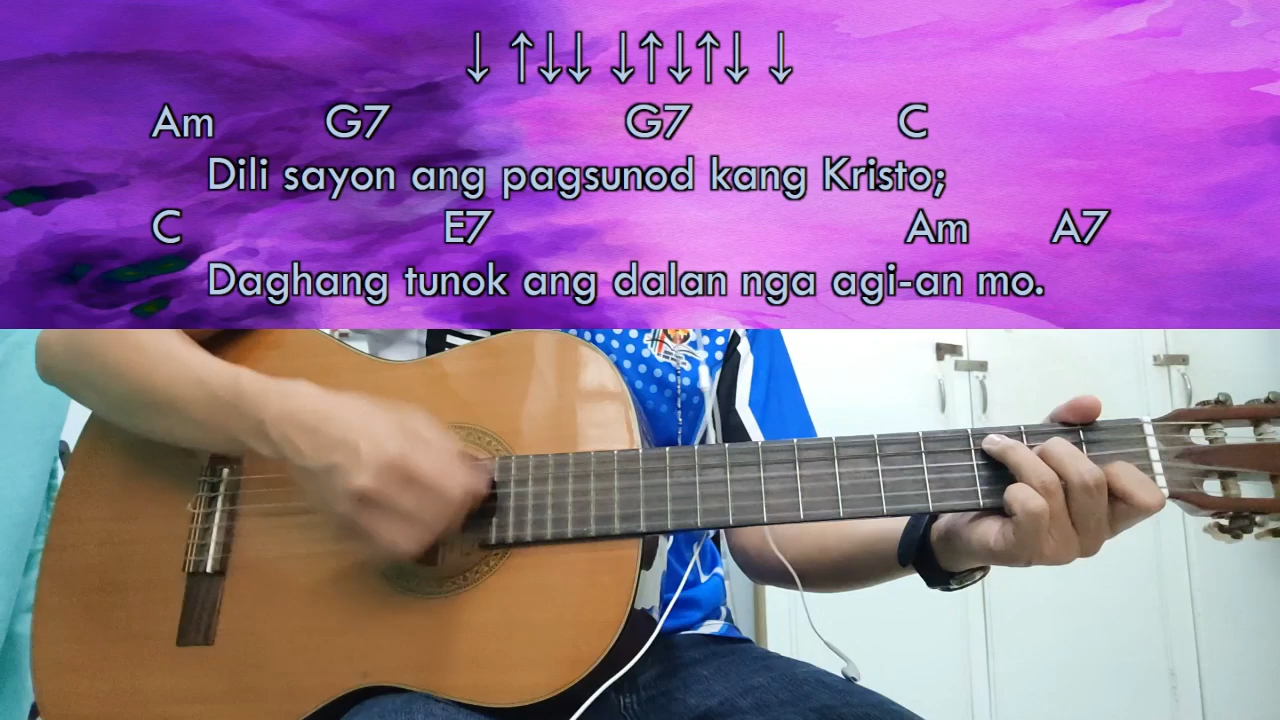 ↓ ↑↓↓ ↓↑↓↑↓ ↓
Am G7 G7 C
Dili sayon ang pagsunod kang Kristo;
C E7 Am A7
Daghang tunok ang dalan nga agi-an mo.